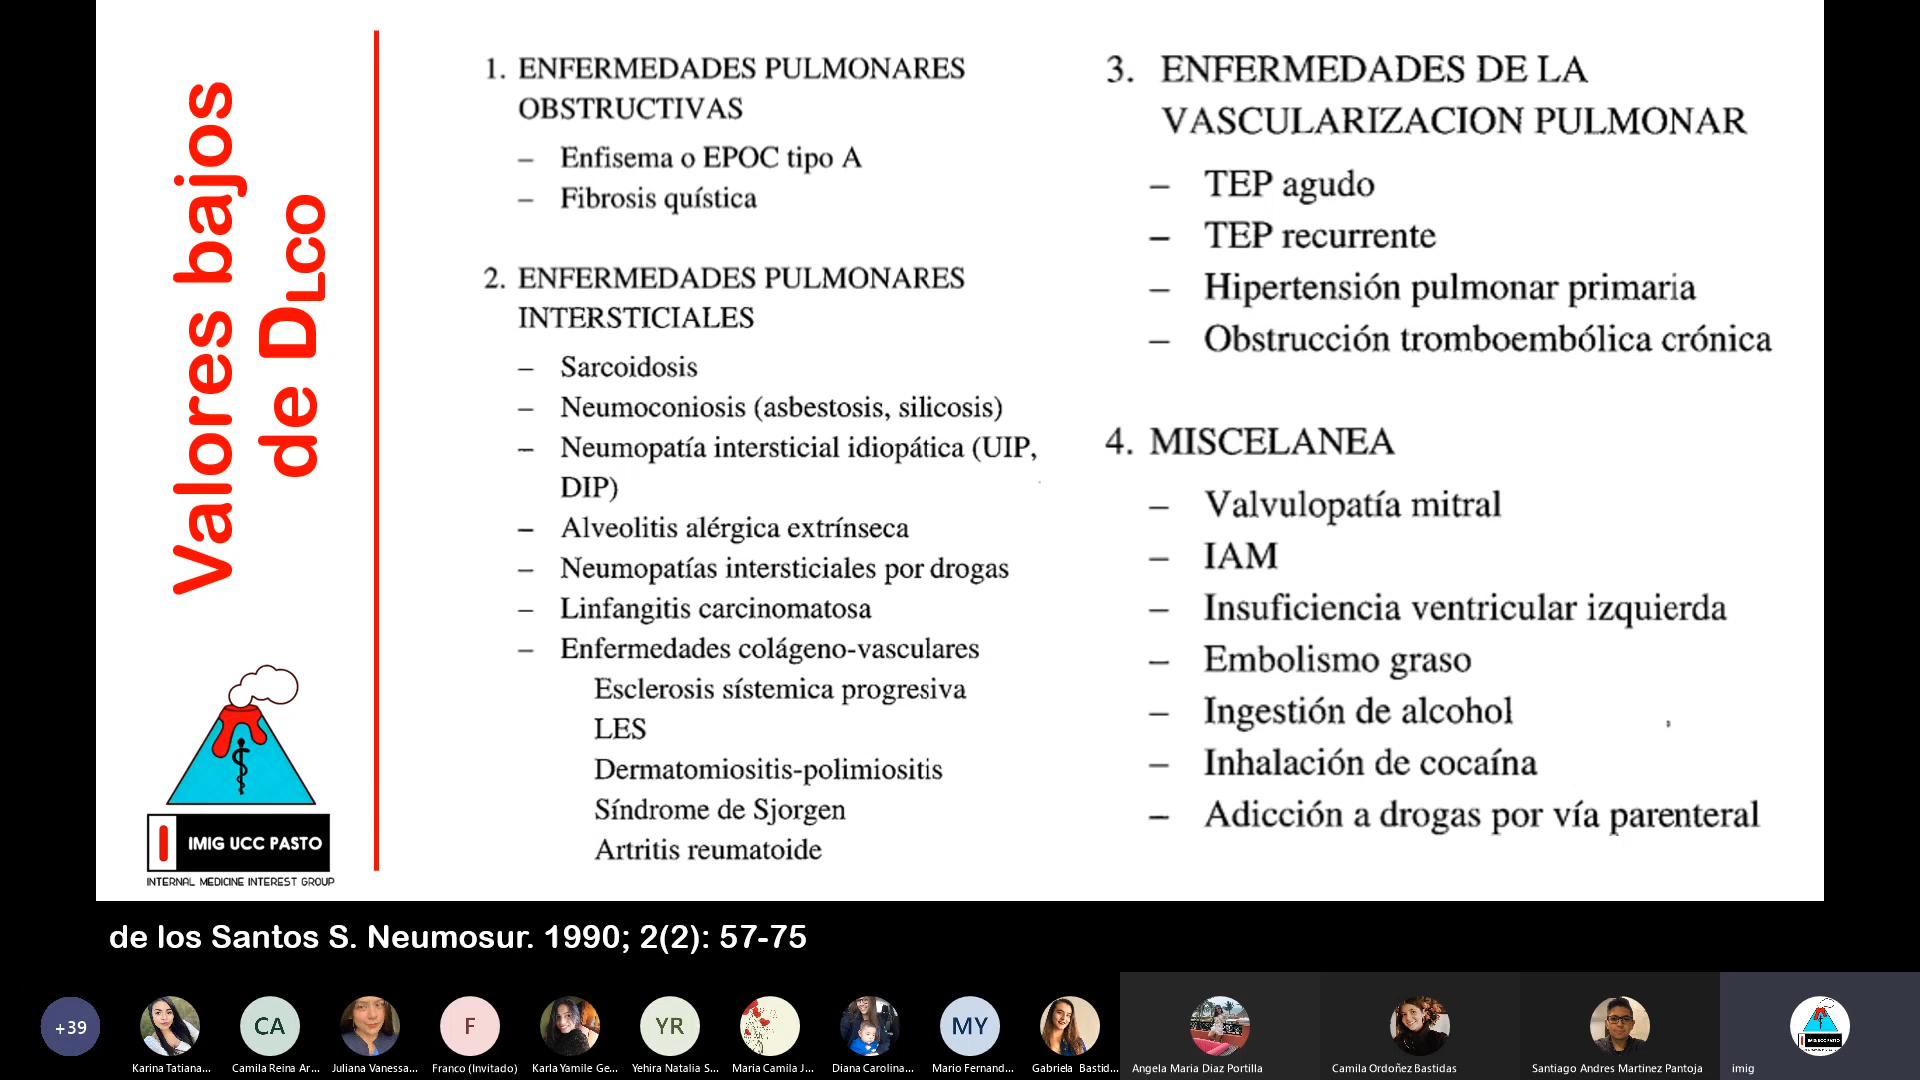 Valores bajos
de DLCO
1. ENFERMEDADES PULMONARES
OBSTRUCTIVAS
– Enfisema o EPOC tipo A
– Fibrosis quística
2. ENFERMEDADES PULMONARES
INTERSTICIALES
– Sarcoidosis
– Neumoconiosis (asbestosis, silicosis)
– Neumopatía intersticial idiopática (UIP,
DIP)
– Alveolitis alérgica extrínseca
– Neumopatías intersticiales por drogas
– Linfangitis carcinomatosa
– Enfermedades colágeno-vasculares
Esclerosis sístemica progresiva
LES
Dermatomiositis-polimiositis
Síndrome de Sjorgen
Artritis reumatoide
3. ENFERMEDADES DE LA
VASCULARIZACION PULMONAR
– TEP agudo
– TEP recurrente
– Hipertensión pulmonar primaria
– Obstrucción tromboembólica crónica
4. MISCELANEA
– Valvulopatía mitral
– IAM
– Insuficiencia ventricular izquierda
– Embolismo graso
– Ingestión de alcohol
– Inhalación de cocaína
– Adicción a drogas por vía parenteral
I IMIG UCC PASTO
INTERNAL MEDICINE INTEREST GROUP
de los Santos S. Neumosur. 1990; 2(2): 57-75
+39
CA
F
YR
MY
Karina Tatiana...
Camila Reina Ar...
Juliana Vanessa...
Franco (Invitado)
Karla Yamile Ge...
Yehira Natalia S...
Maria Camila J...
Diana Carolina...
Mario Fernand...
Gabriela Bastid...
Angela Maria Diaz Portilla
Camila Ordoñez Bastidas
Santiago Andres Martinez Pantoja
imig